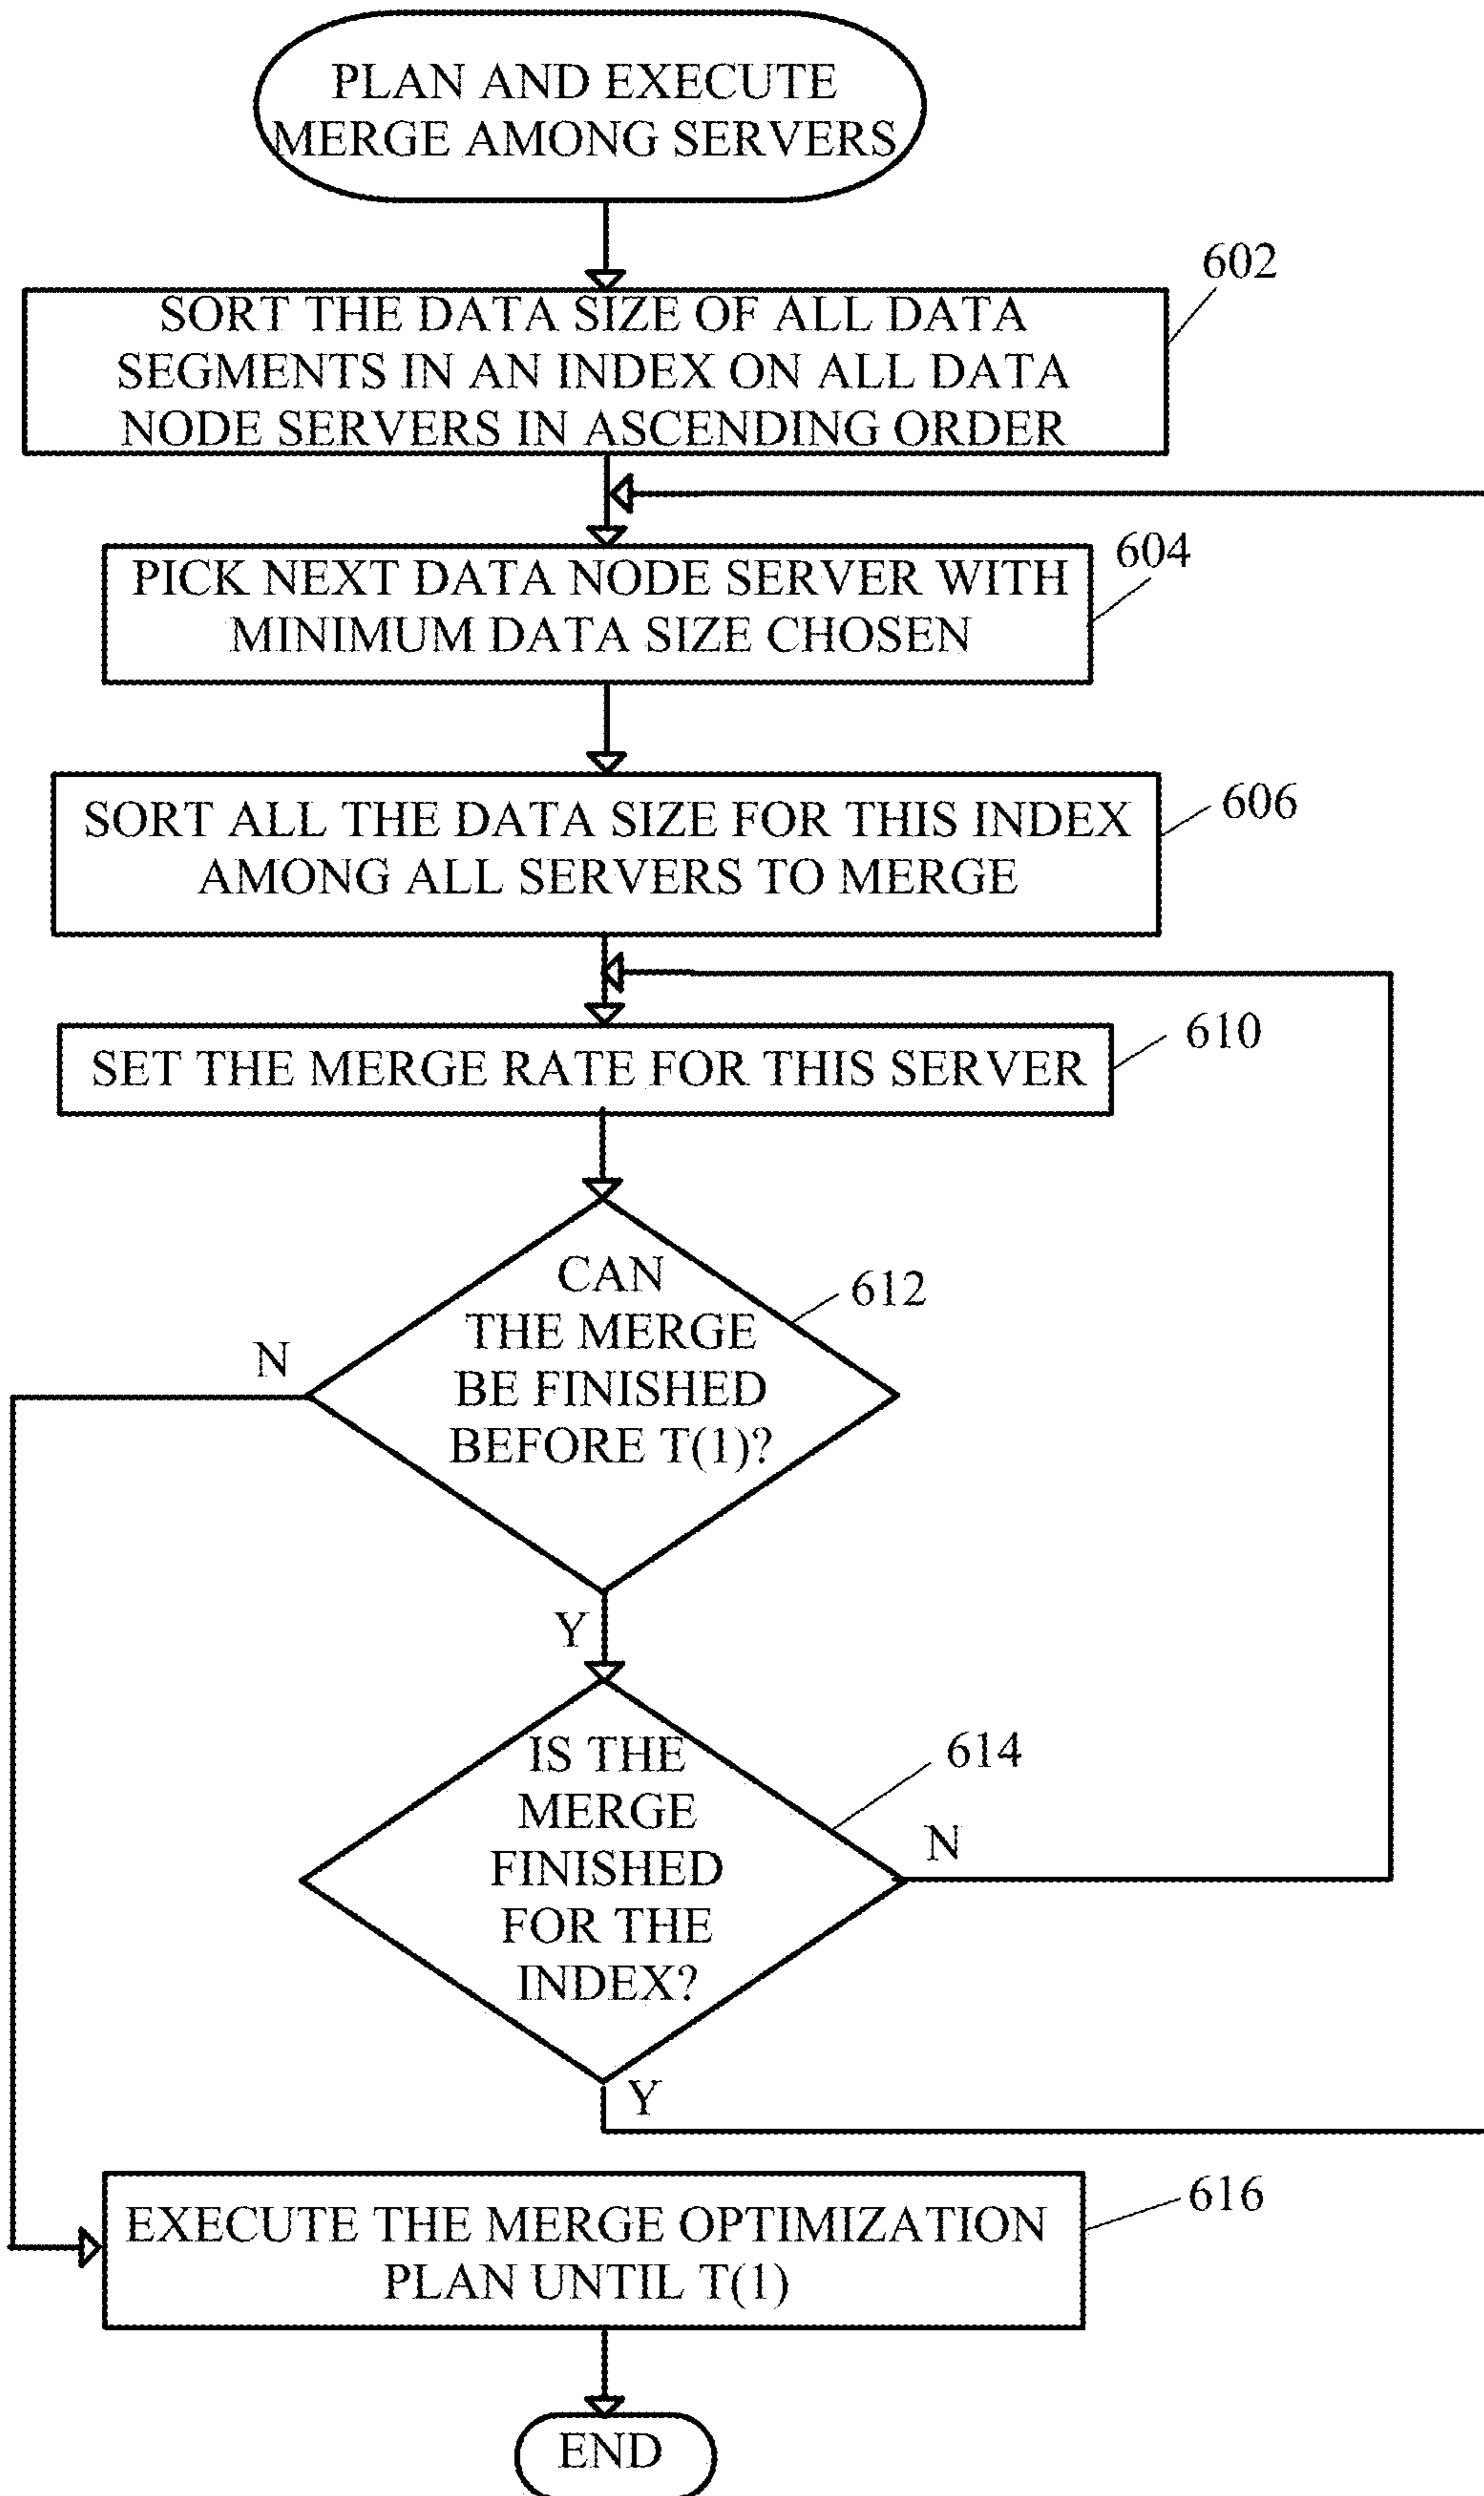 PLAN AND EXECUTE
MERGE AMONG SERVERS
602
SORT THE DATA SIZE OF ALL DATA
SEGMENTS IN AN INDEX ON ALL DATA
NODE SERVERS IN ASCENDING ORDER
604
PICK NEXT DATA NODE SERVER WITH
MINIMUM DATA SIZE CHOSEN
606
SORT ALL THE DATA SIZE FOR THIS INDEX
AMONG ALL SERVERS TO MERGE
610
SET THE MERGE RATE FOR THIS SERVER
CAN
THE MERGE
BE FINISHED
BEFORE T(1)?
612
N
Y
IS THE
MERGE
FINISHED
FOR THE
INDEX?
614
N
Y
616
EXECUTE THE MERGE OPTIMIZATION
PLAN UNTIL T(1)
END